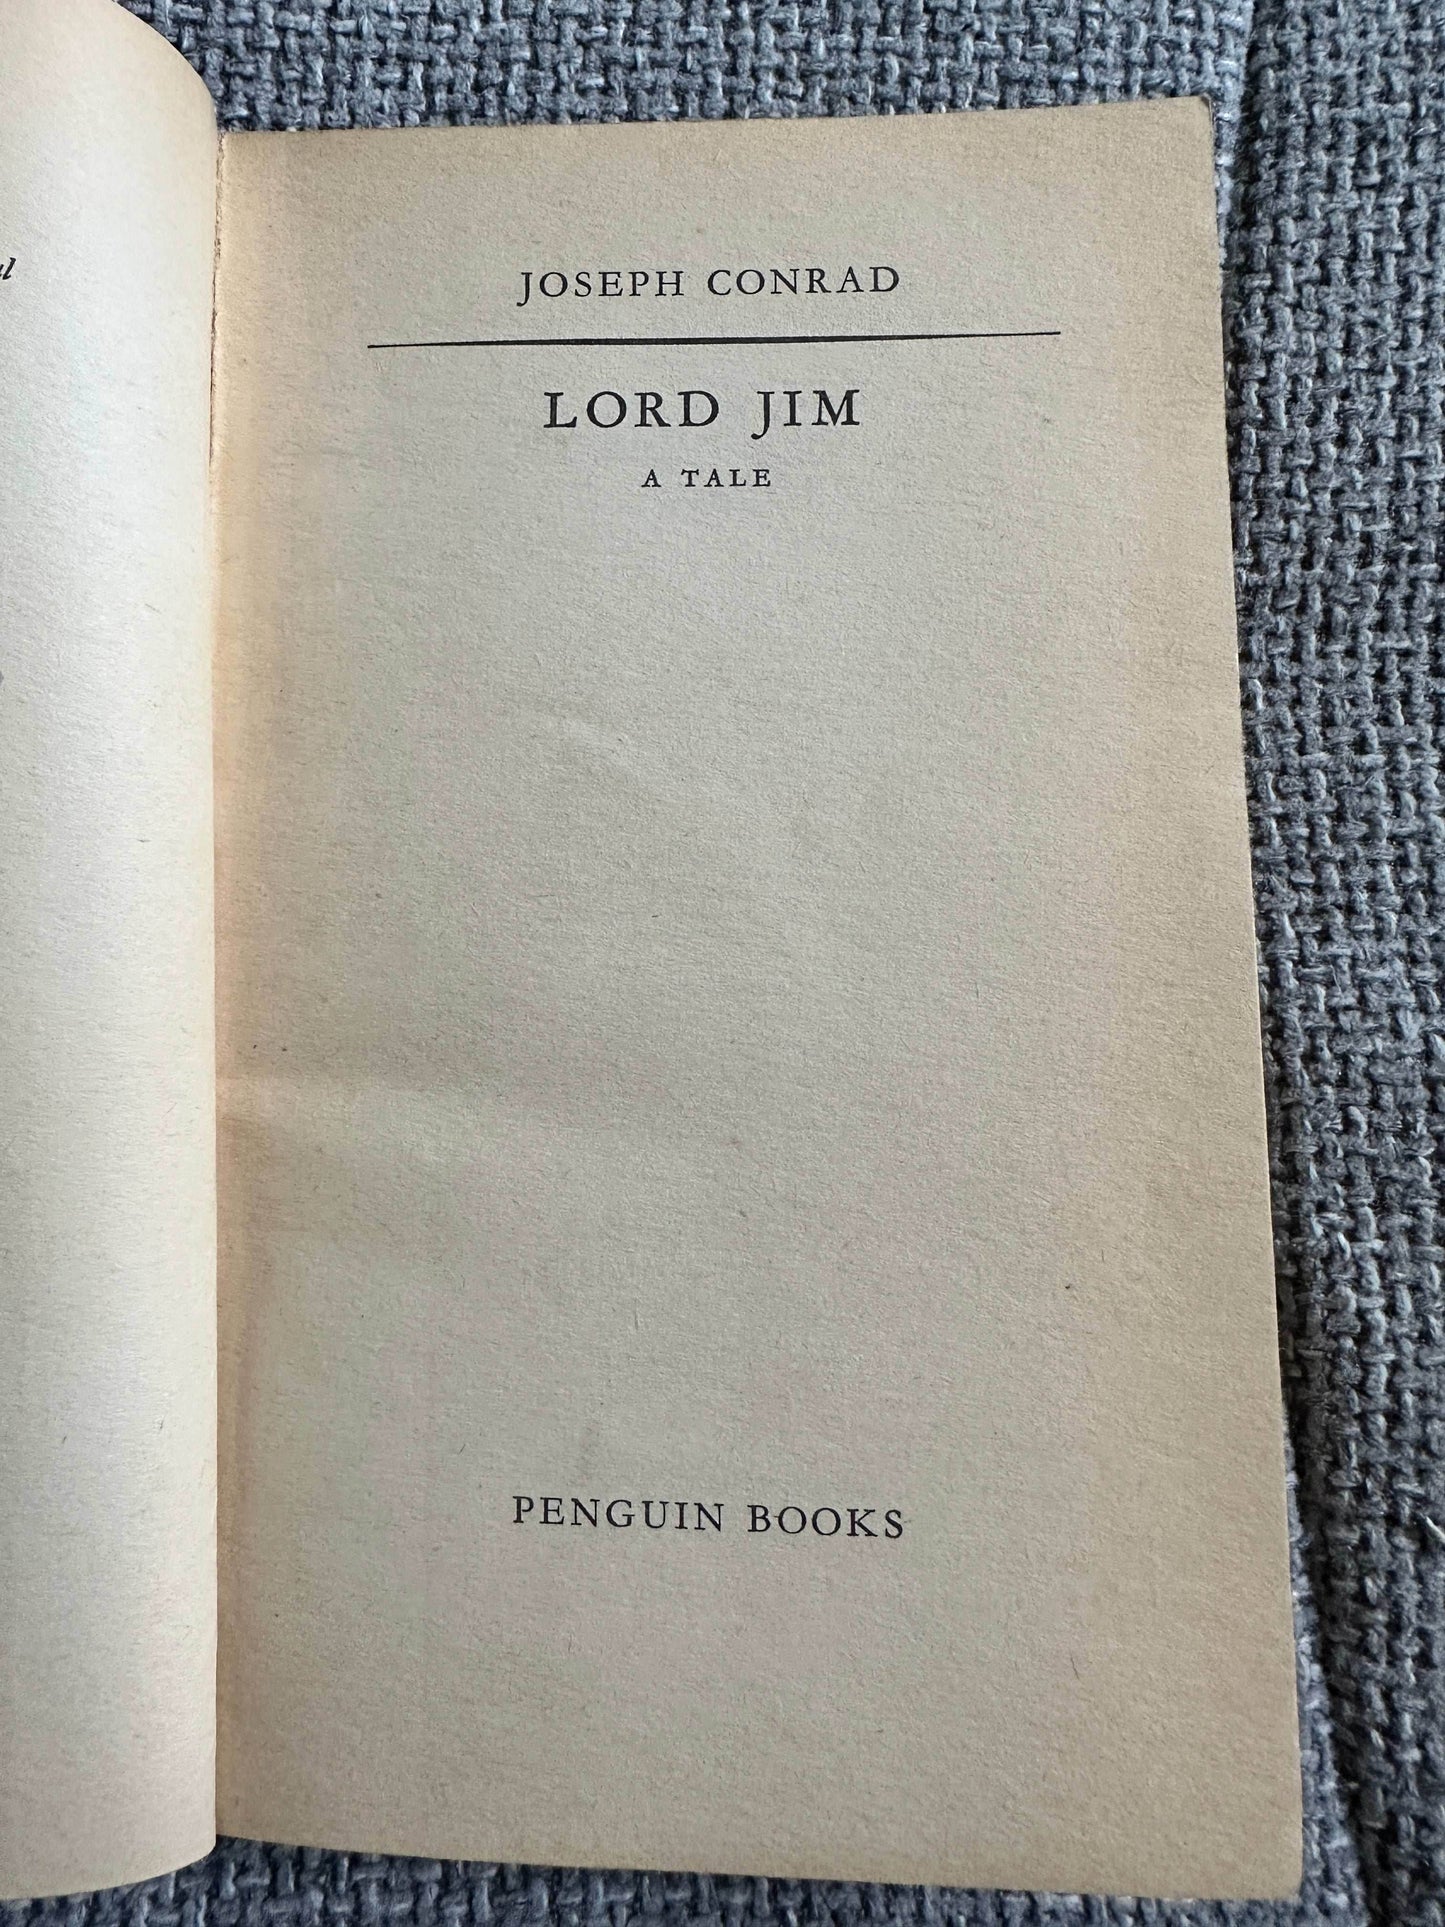 JOSEPH CONRAD
LORD JIM
A TALE
PENGUIN BOOKS